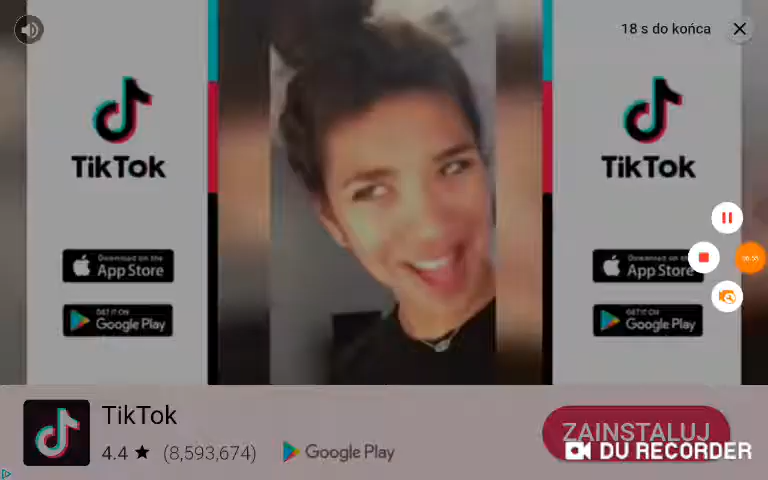 18 s do końca
TikTok
TikTok
Download on the
App Store
Download on the
App Store
GET IT ON
Google Play
GET IT ON
Google Play
TikTok
4.4 ★ (8,593,674) Google Play
ZAINSTALUJ
DU RECORDER